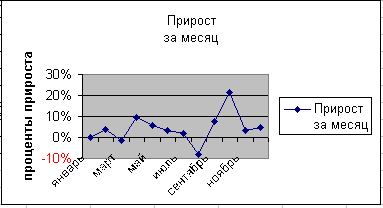 Прирост
за месяц
проценты прироста
30%
20%
10%
0%
-10%
январь
март
май
июль
сентябрь
ноябрь
Прирост
за месяц